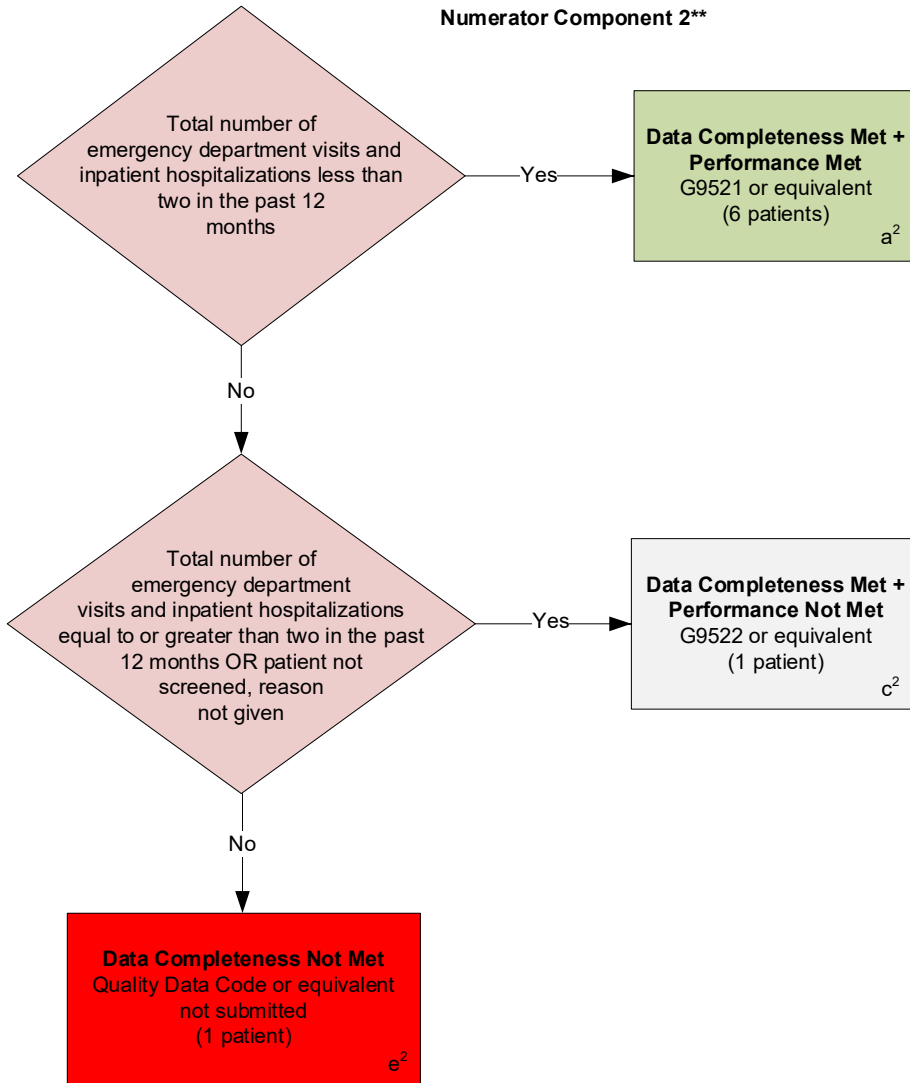 Numerator Component 2**
Total number of
emergency department visits and
inpatient hospitalizations less than
two in the past 12
months
Yes
Data Completeness Met +
Performance Met
G9521 or equivalent
(6 patients)
a²
No
Total number of
emergency department
visits and inpatient hospitalizations
equal to or greater than two in the past
12 months OR patient not
screened, reason
not given
Yes
Data Completeness Met +
Performance Not Met
G9522 or equivalent
(1 patient)
c²
No
Data Completeness Not Met
Quality Data Code or equivalent
not submitted
(1 patient)
e²